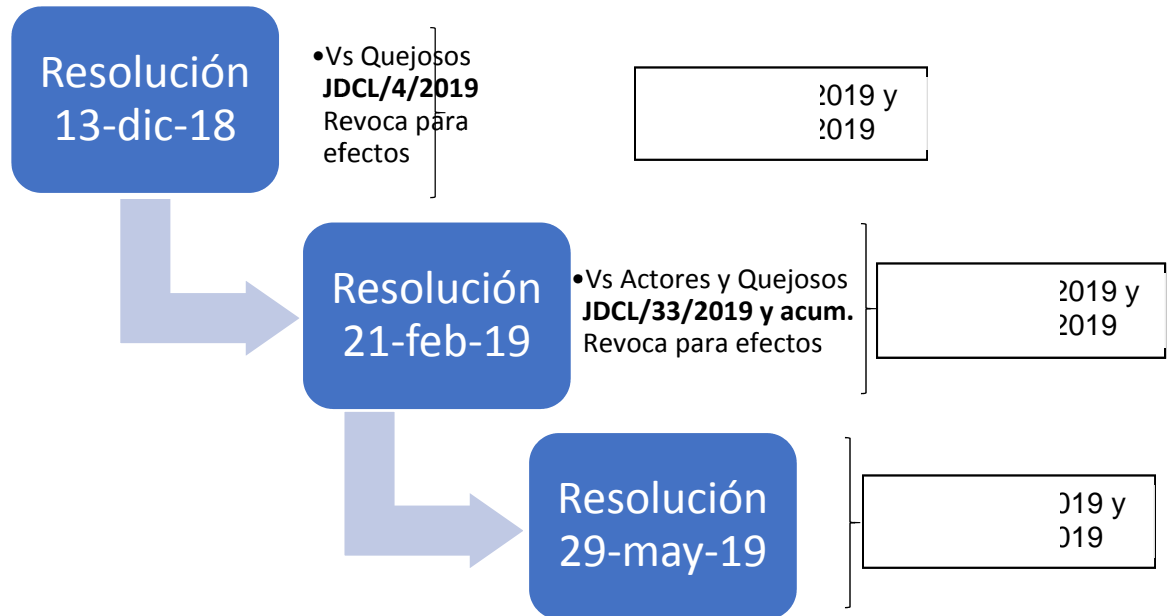 Resolución
13-dic-18
•Vs Quejosos
JDCL/4/2019
Revoca para
efectos
2019 y
2019
Resolución
21-feb-19
•Vs Actores y Quejosos
JDCL/33/2019 y acum.
Revoca para efectos
2019 y
2019
Resolución
29-may-19
019 y
019